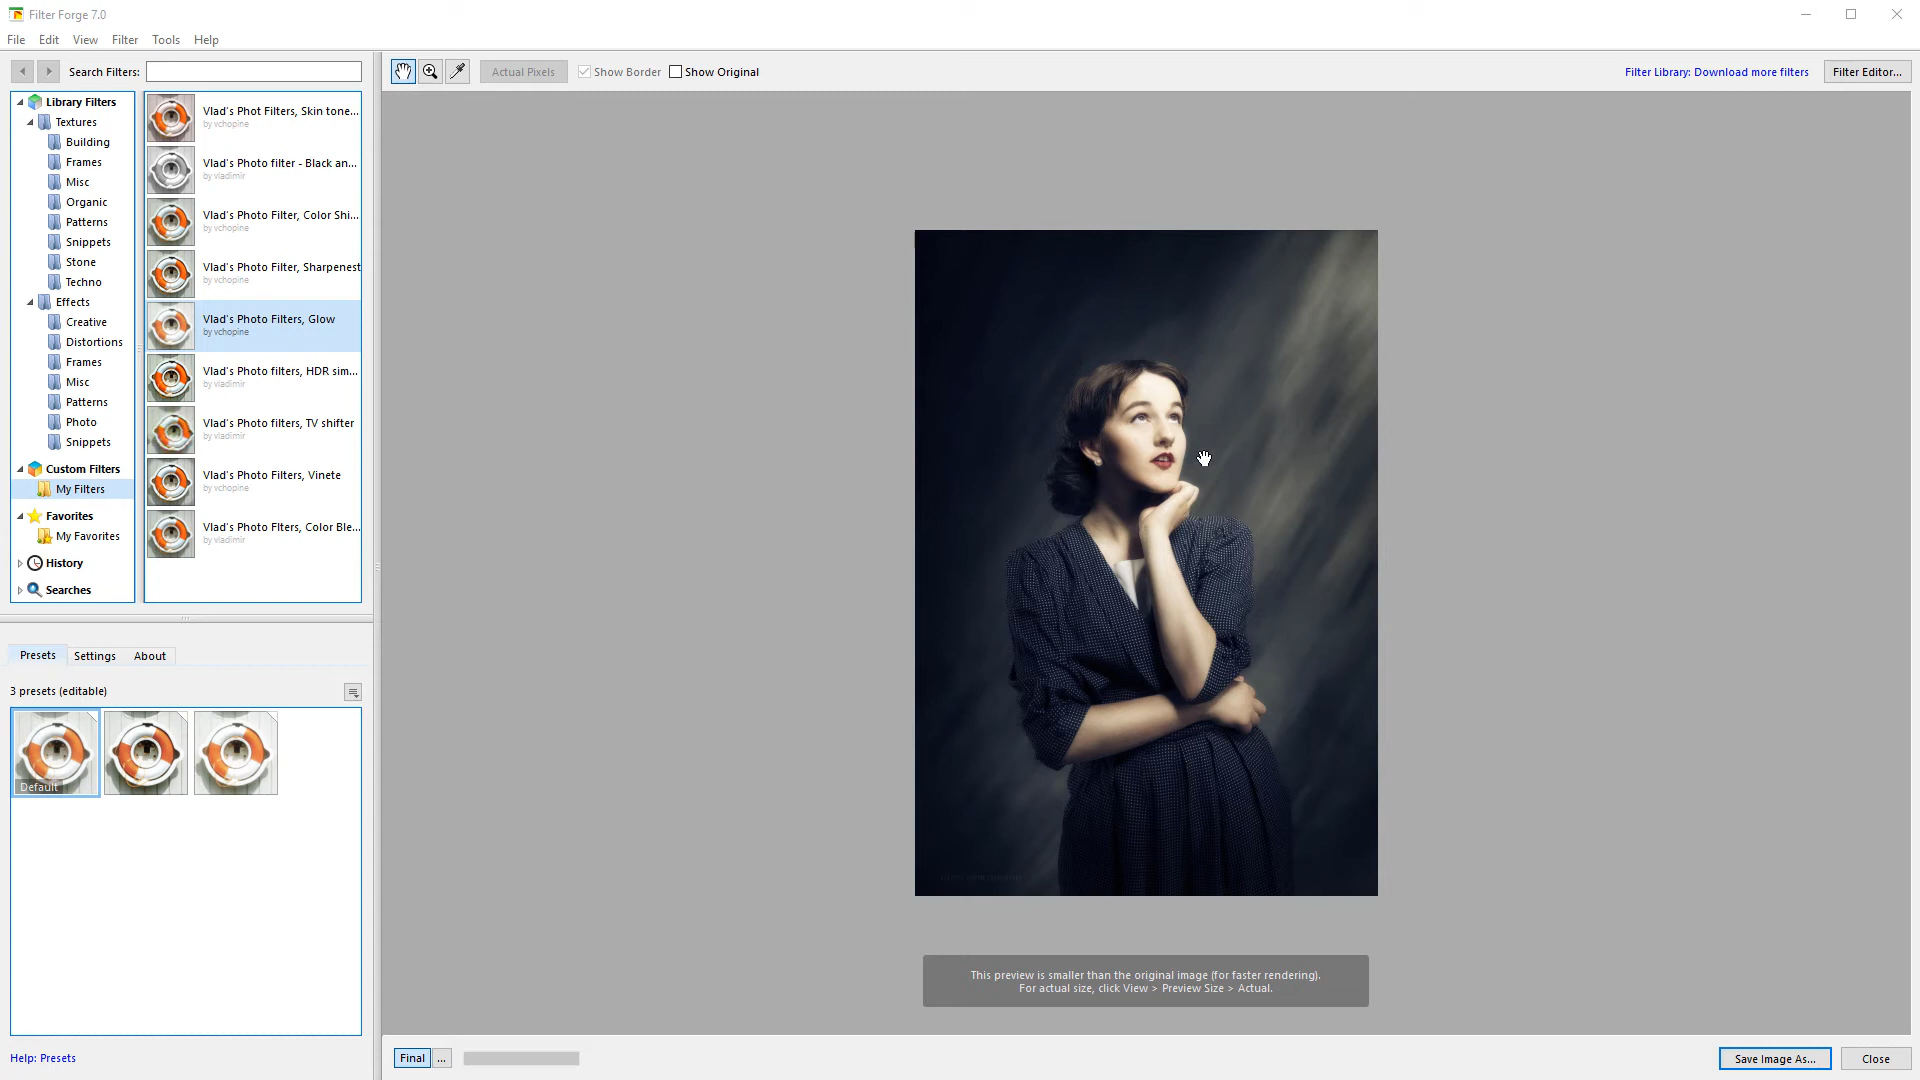 Filter Forge 7.0
File Edit View Filter Tools Help
Search Filters:
Actual Pixels
Show Border
Show Original
Filter Library: Download more filters
Filter Editor...
Library Filters
Textures
Building
Frames
Misc
Organic
Patterns
Snippets
Stone
Techno
Effects
Creative
Distortions
Frames
Misc
Patterns
Photo
Snippets
Custom Filters
My Filters
Favorites
My Favorites
History
Searches
Vlad's Phot Filters, Skin tone...
by vchopine
Vlad's Photo filter - Black an...
by vladimir
Vlad's Photo Filter, Color Shi...
by vchopine
Vlad's Photo Filter, Sharpenest
by vchopine
Vlad's Photo Filters, Glow
by vchopine
Vlad's Photo filters, HDR sim...
by vladimir
Vlad's Photo filters, TV shifter
by vladimir
Vlad's Photo Filters, Vinete
by vchopine
Vlad's Photo Flters, Color Ble...
by vladimir
Presets Settings About
3 presets (editable)
Default
Help: Presets
This preview is smaller than the original image (for faster rendering).
For actual size, click View > Preview Size > Actual.
Final ...
Save Image As...
Close